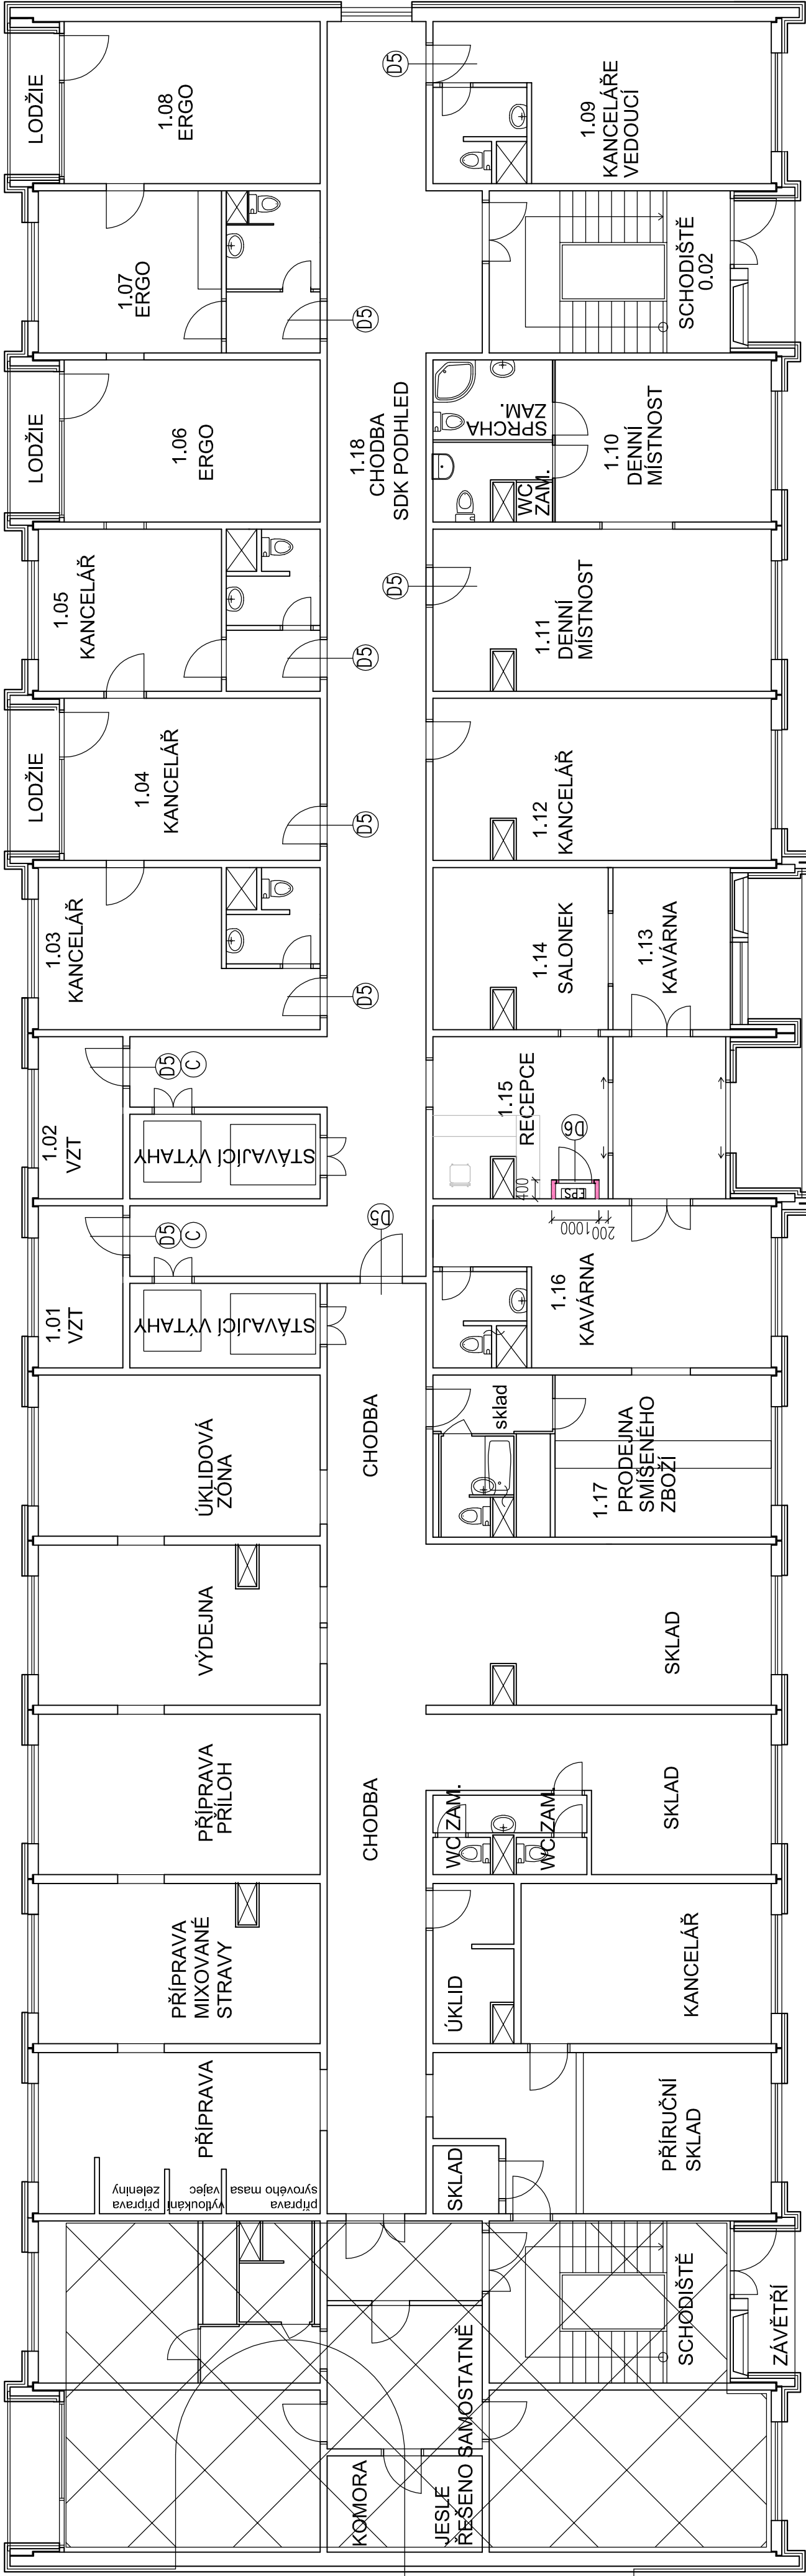 LODŽIE
1.08
ERGO
D5
1.09
KANCELÁŘE
VEDOUCÍ
1.07
ERGO
D5
SCHODIŠTĚ
0.02
LODŽIE
1.06
ERGO
1.18
CHODBA
SDK PODHLED
SPRCHA
ZAM.
WC
ZAM.
1.10
DENNÍ
MÍSTNOST
1.05
KANCELÁŘ
D5
D5
1.11
DENNÍ
MÍSTNOST
LODŽIE
1.04
KANCELÁŘ
D5
1.12
KANCELÁŘ
1.03
KANCELÁŘ
D5
1.14
SALONEK
1.13
KAVÁRNA
1.02
VZT
D5
C
STÁVAJÍCÍ VÝTAHY
1.15
RECEPCE
D6
EPS
400
1000
200
1.01
VZT
D5
C
STÁVAJÍCÍ VÝTAHY
D5
1.16
KAVÁRNA
ÚKLIDOVÁ
ZÓNA
CHODBA
sklad
1.17
PRODEJNA
SMÍŠENÉHO
ZBOŽÍ
VÝDEJNA
SKLAD
PŘÍPRAVA
PŘÍLOH
CHODBA
WC ZAM.
WC ZAM.
SKLAD
PŘÍPRAVA
MIXOVANÉ
STRAVY
ÚKLID
KANCELÁŘ
PŘÍPRAVA
příprava
zeleniny
vytloukání
vajec
příprava
syrového masa
SKLAD
PŘÍRUČNÍ
SKLAD
SCHODIŠTĚ
ZÁVĚTŘÍ
KOMORA
JESLE
ŘEŠENO SAMOSTATNĚ